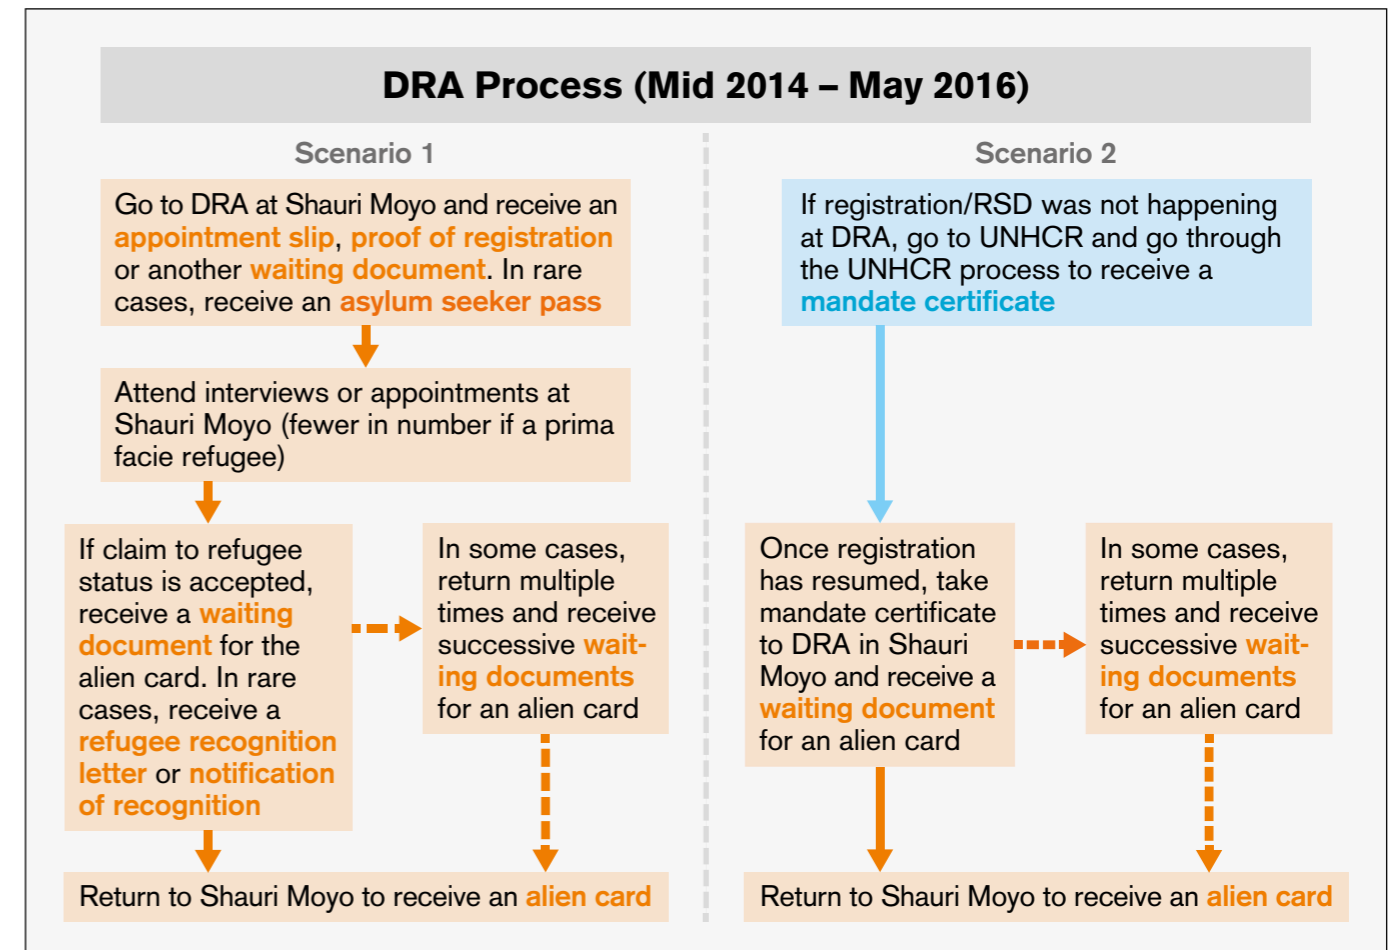 DRA Process (Mid 2014 – May 2016)
Scenario 1
Go to DRA at Shauri Moyo and receive an
appointment slip, proof of registration
or another waiting document. In rare
cases, receive an asylum seeker pass
Attend interviews or appointments at
Shauri Moyo (fewer in number if a prima
facie refugee)
If claim to refugee
status is accepted,
receive a waiting
document for the
alien card. In rare
cases, receive a
refugee recognition
letter or notification
of recognition
In some cases,
return multiple
times and receive
successive wait-
ing documents
for an alien card
Return to Shauri Moyo to receive an alien card
Scenario 2
If registration/RSD was not happening
at DRA, go to UNHCR and go through
the UNHCR process to receive a
mandate certificate
Once registration
has resumed, take
mandate certificate
to DRA in Shauri
Moyo and receive a
waiting document
for an alien card
In some cases,
return multiple
times and receive
successive wait-
ing documents
for an alien card
Return to Shauri Moyo to receive an alien card